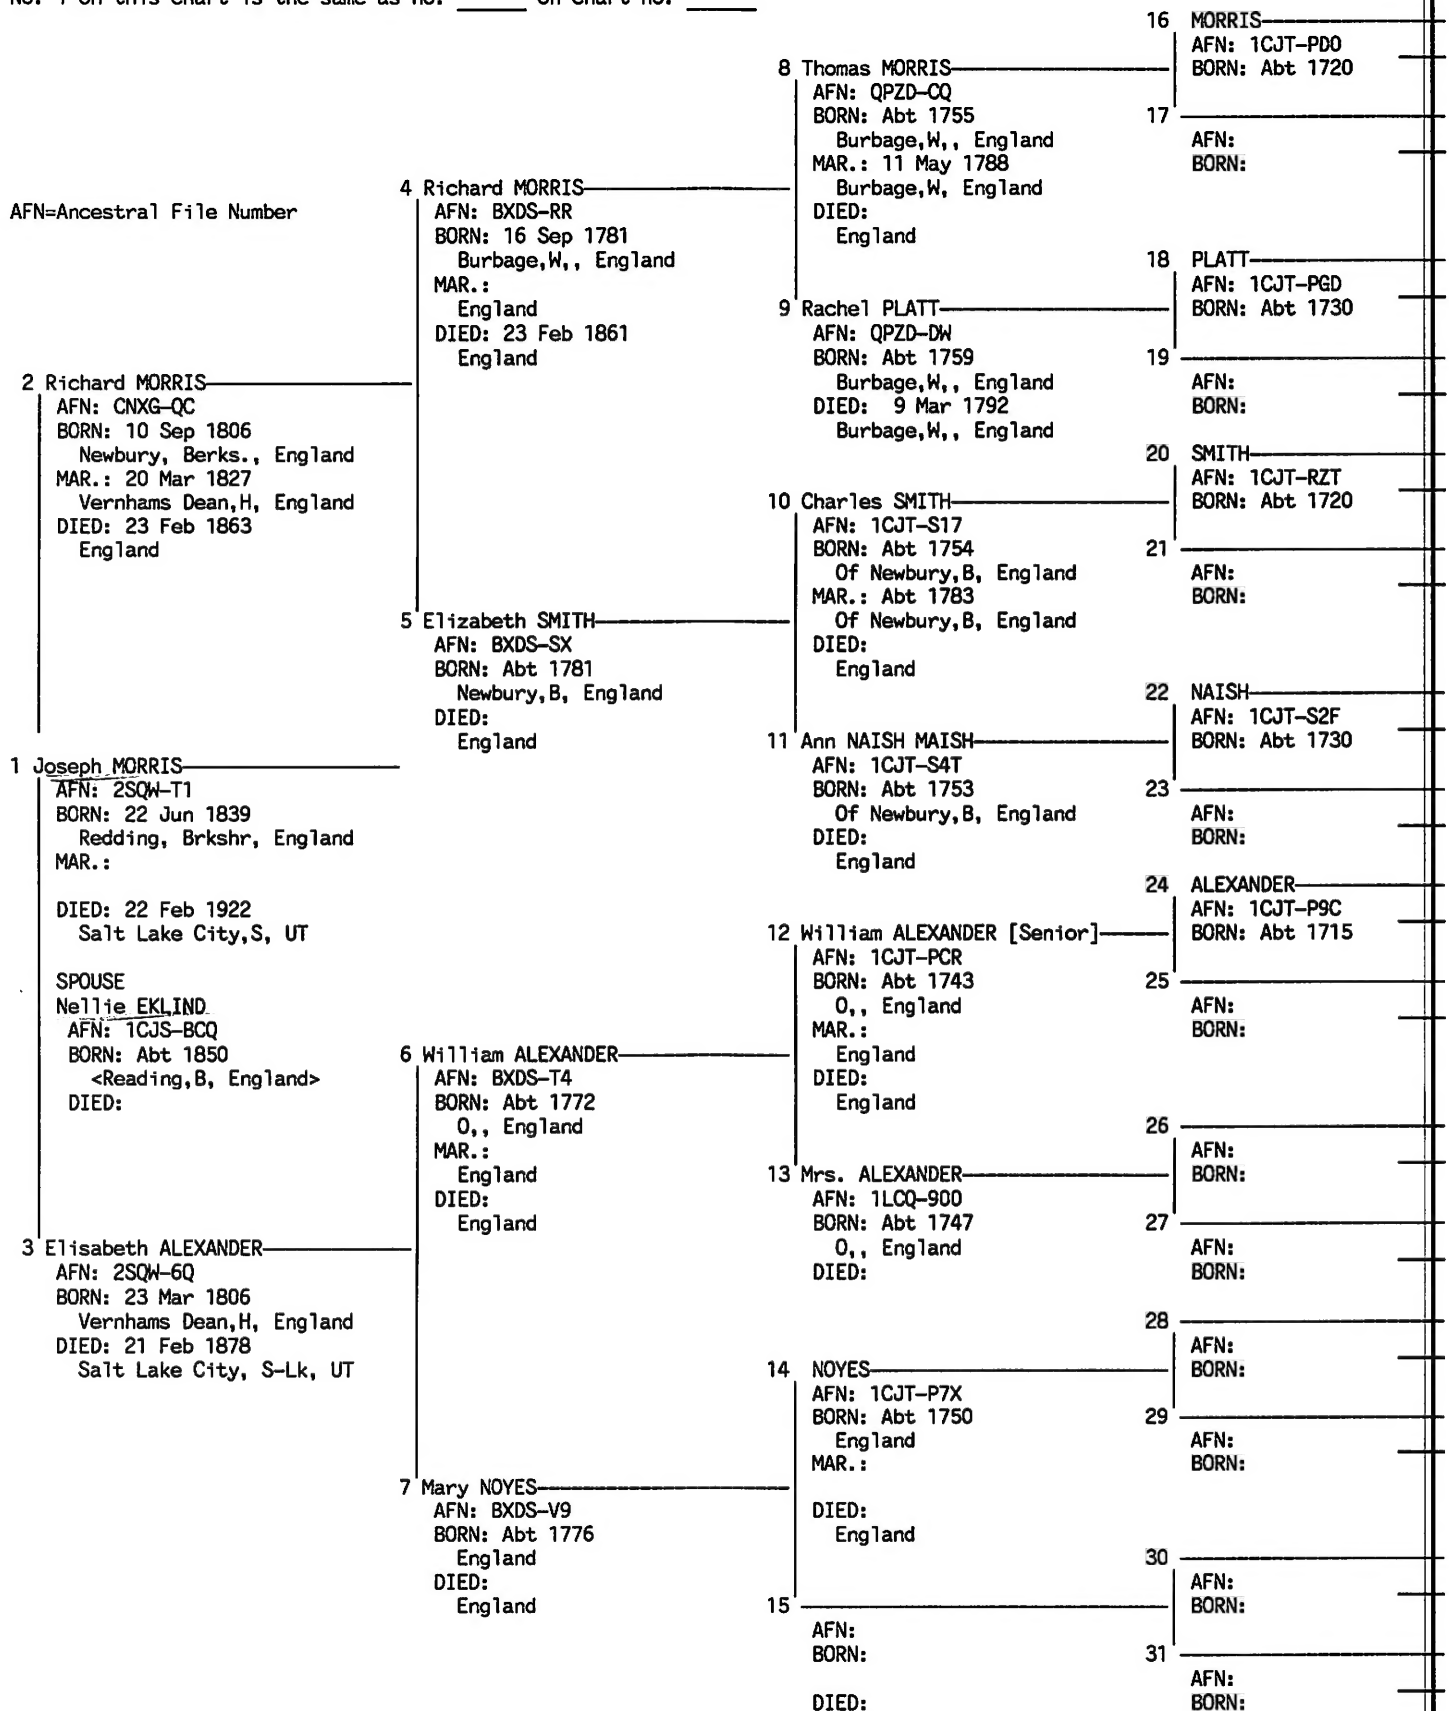 AFN=Ancestral File Number
1 Joseph MORRIS
AFN: 2SQW-T1
BORN: 22 Jun 1839
Redding, Brkshr, England
MAR.:
DIED: 22 Feb 1922
Salt Lake City,S, UT
SPOUSE
Nellie EKLIND
AFN: 1CJS-BCQ
BORN: Abt 1850
<Reading,B, England>
DIED:
2 Richard MORRIS
AFN: CNXG-QC
BORN: 10 Sep 1806
Newbury, Berks., England
MAR.: 20 Mar 1827
Vernhams Dean,H, England
DIED: 23 Feb 1863
England
3 Elisabeth ALEXANDER
AFN: 2SQW-6Q
BORN: 23 Mar 1806
Vernhams Dean,H, England
DIED: 21 Feb 1878
Salt Lake City, S-Lk, UT
4 Richard MORRIS
AFN: BXDS-RR
BORN: 16 Sep 1781
Burbage,W,, England
MAR.:
England
DIED: 23 Feb 1861
England
5 Elizabeth SMITH
AFN: BXDS-SX
BORN: Abt 1781
Newbury,B, England
DIED:
England
6 William ALEXANDER
AFN: BXDS-T4
BORN: Abt 1772
O,, England
MAR.:
England
DIED:
England
7 Mary NOYES
AFN: BXDS-V9
BORN: Abt 1776
England
DIED:
England
8 Thomas MORRIS
AFN: QPZD-CQ
BORN: Abt 1755
Burbage,W,, England
MAR.: 11 May 1788
Burbage,W, England
DIED:
England
9 Rachel PLATT
AFN: QPZD-DW
BORN: Abt 1759
Burbage,W,, England
DIED: 9 Mar 1792
Burbage,W,, England
10 Charles SMITH
AFN: 1CJT-S17
BORN: Abt 1754
Of Newbury,B, England
MAR.: Abt 1783
Of Newbury,B, England
DIED:
England
11 Ann NAISH MAISH
AFN: 1CJT-S4T
BORN: Abt 1753
Of Newbury,B, England
DIED:
England
12 William ALEXANDER [Senior]
AFN: 1CJT-PCR
BORN: Abt 1743
O,, England
MAR.:
England
DIED:
England
13 Mrs. ALEXANDER
AFN: 1LCQ-900
BORN: Abt 1747
O,, England
DIED:
14 NOYES
AFN: 1CJT-P7X
BORN: Abt 1750
England
MAR.:
DIED:
England
15
AFN:
BORN:
DIED:
16 MORRIS
AFN: 1CJT-PD0
BORN: Abt 1720
17
AFN:
BORN:
18 PLATT
AFN: 1CJT-PGD
BORN: Abt 1730
19
AFN:
BORN:
20 SMITH
AFN: 1CJT-RZT
BORN: Abt 1720
21
AFN:
BORN:
22 NAISH
AFN: 1CJT-S2F
BORN: Abt 1730
23
AFN:
BORN:
24 ALEXANDER
AFN: 1CJT-P9C
BORN: Abt 1715
25
AFN:
BORN:
26
AFN:
BORN:
27
AFN:
BORN:
28
AFN:
BORN:
29
AFN:
BORN:
30
AFN:
BORN:
31
AFN:
BORN: